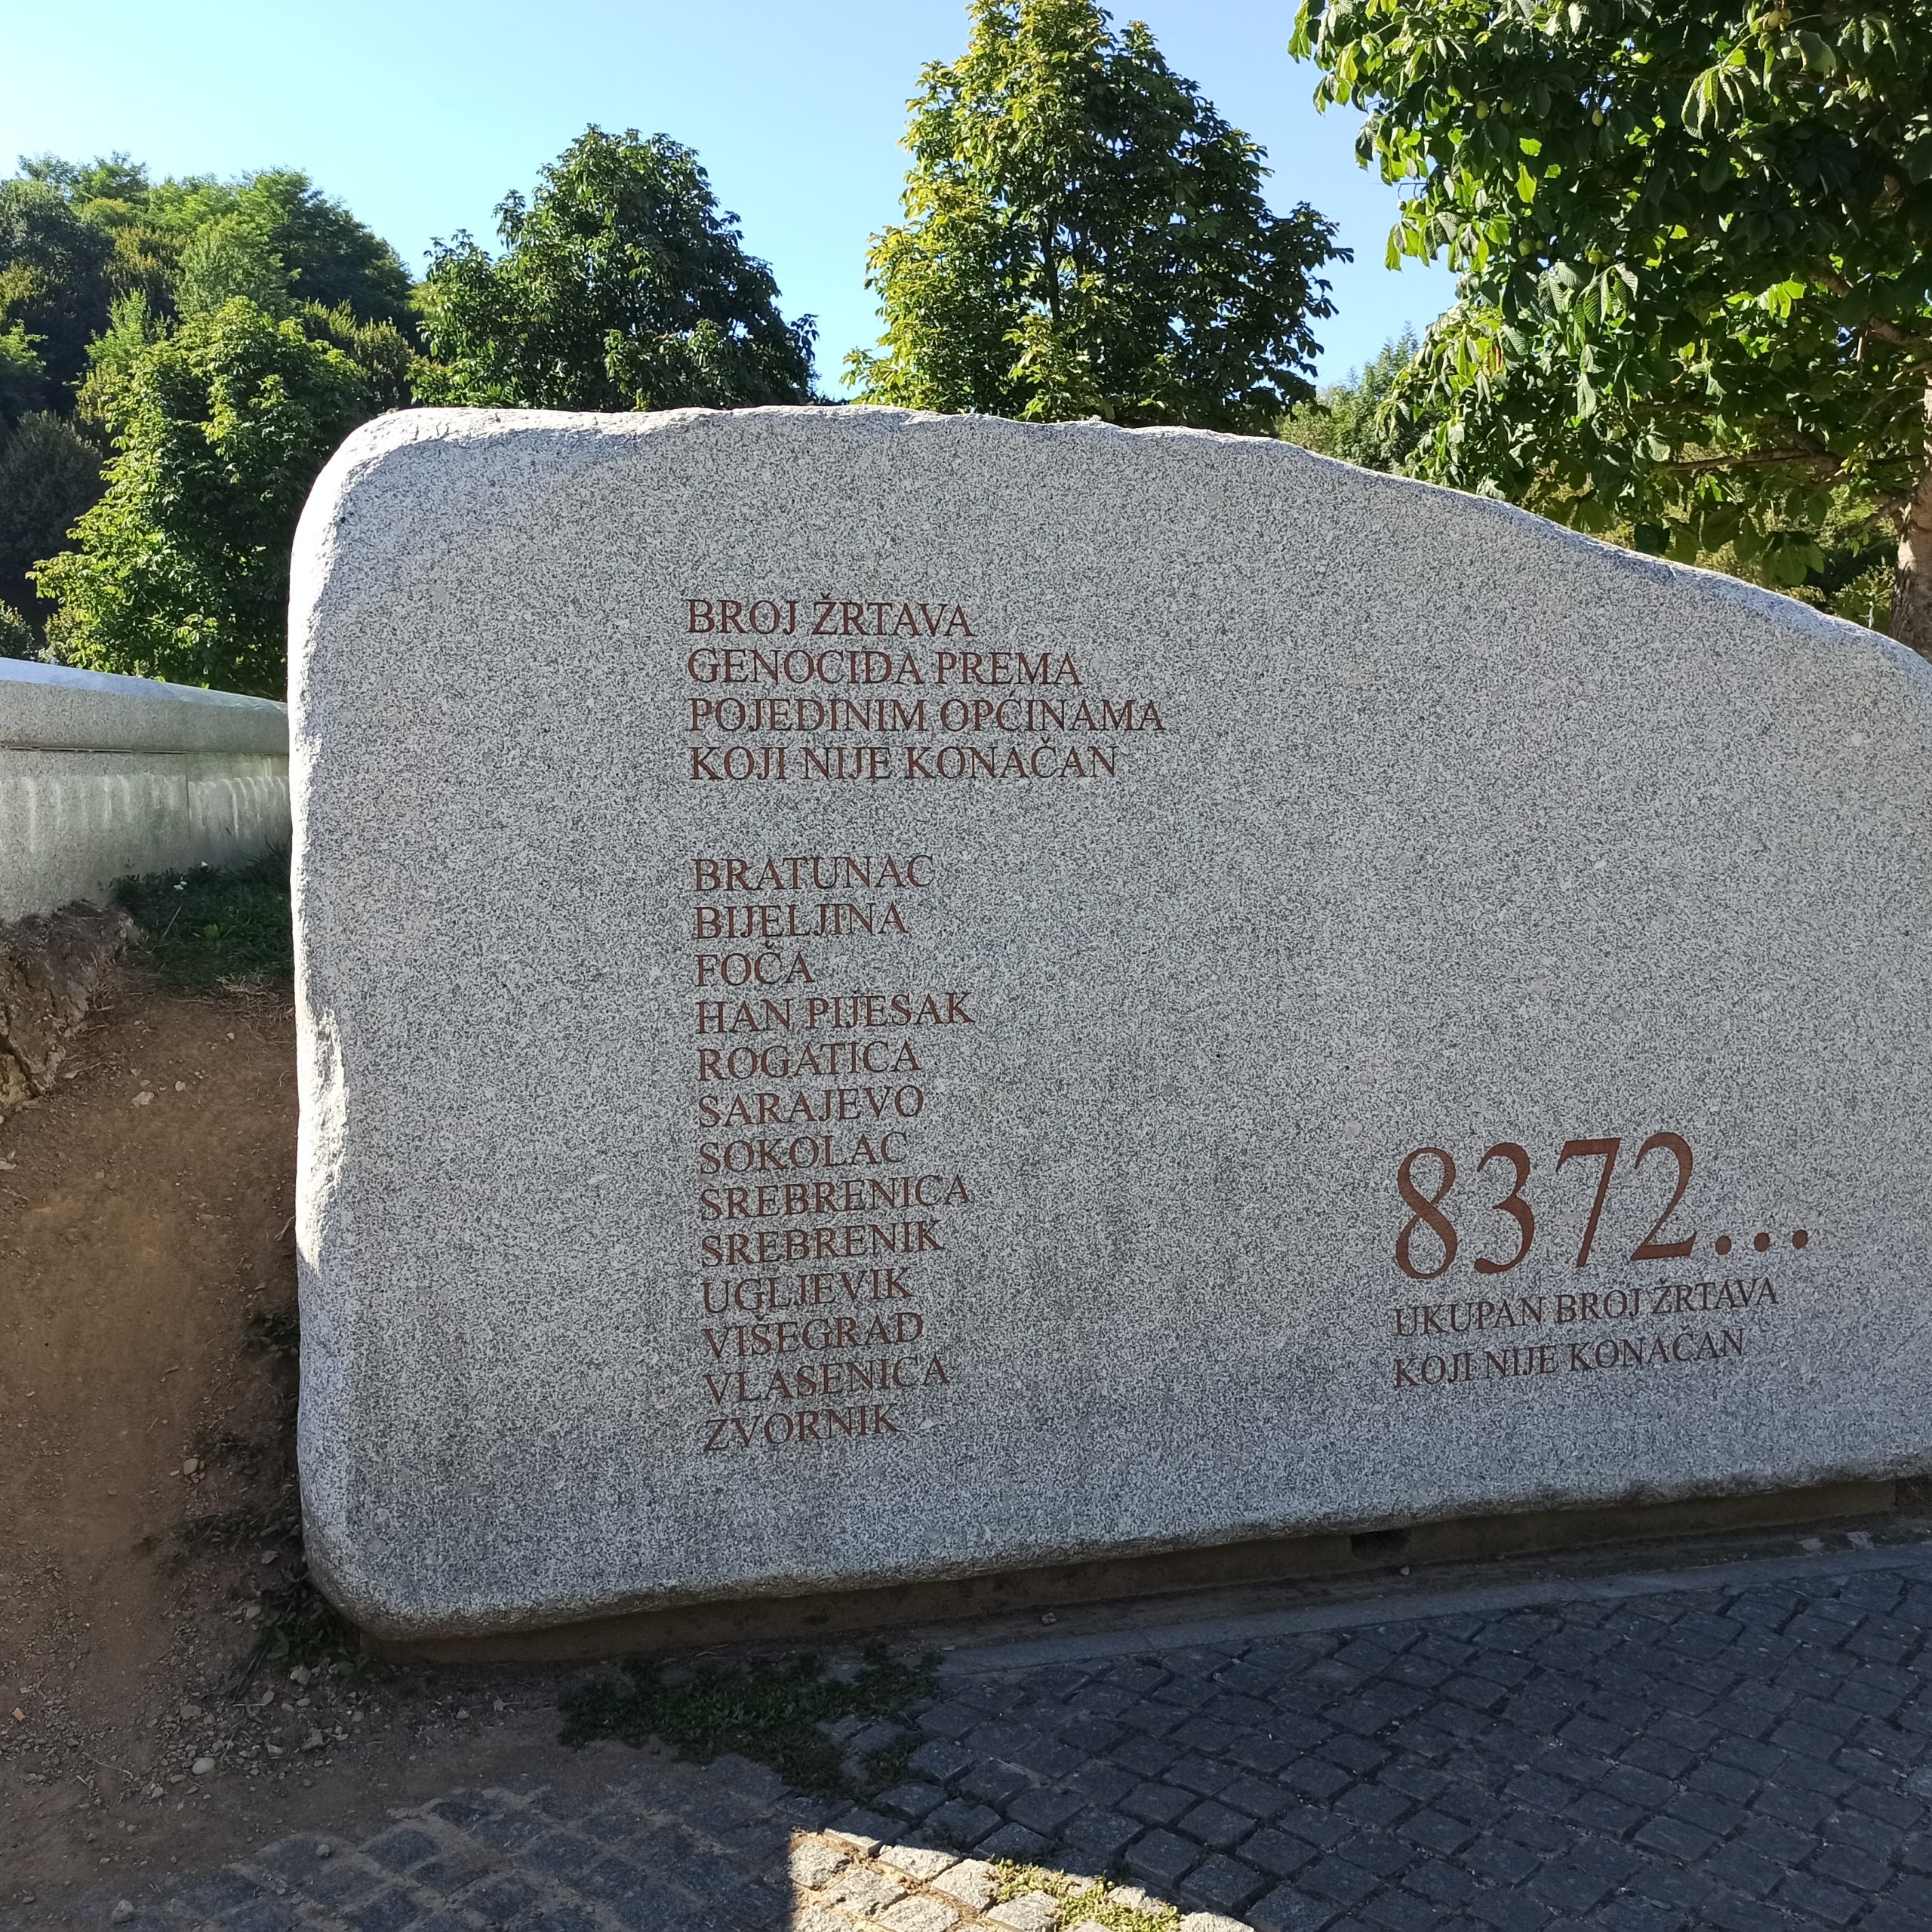 BROJ ŽRTAVA
GENOCIDA PREMA
POJEDINIM OPĆINAMA
KOJI NIJE KONAČAN
BRATUNAC
BIJELJINA
FOČA
HAN PIJESAK
ROGATICA
SARAJEVO
SOKOLAC
SREBRENICA
SREBRENIK
UGLJEVIK
VIŠEGRAD
VLASENICA
ZVORNIK
8372...
UKUPAN BROJ ŽRTAVA
KOJI NIJE KONAČAN